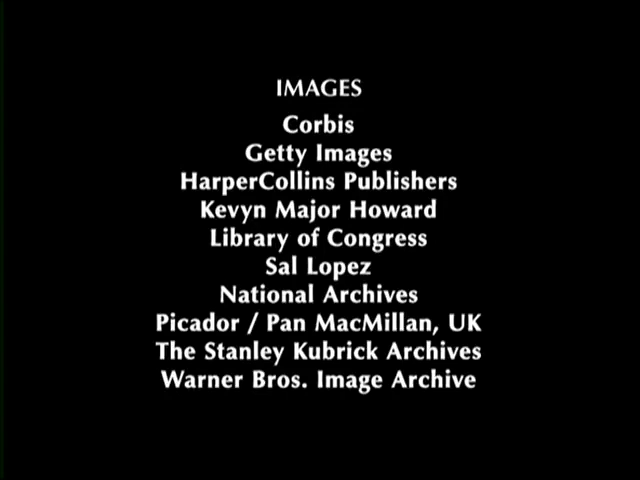 IMAGES
Corbis
Getty Images
HarperCollins Publishers
Kevyn Major Howard
Library of Congress
Sal Lopez
National Archives
Picador / Pan MacMillan, UK
The Stanley Kubrick Archives
Warner Bros. Image Archive